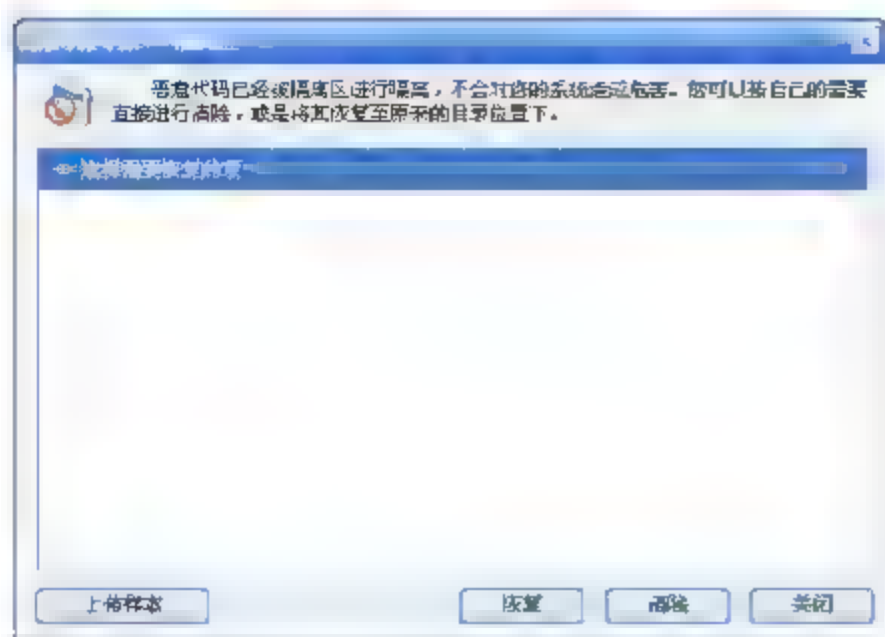 恶意代码已经被隔离区进行隔离，不会对您的系统造成危害。您可以按自己的需要
直接进行清除，或是将其恢复至原来的目录位置下。
上传样本
恢复
清除
关闭